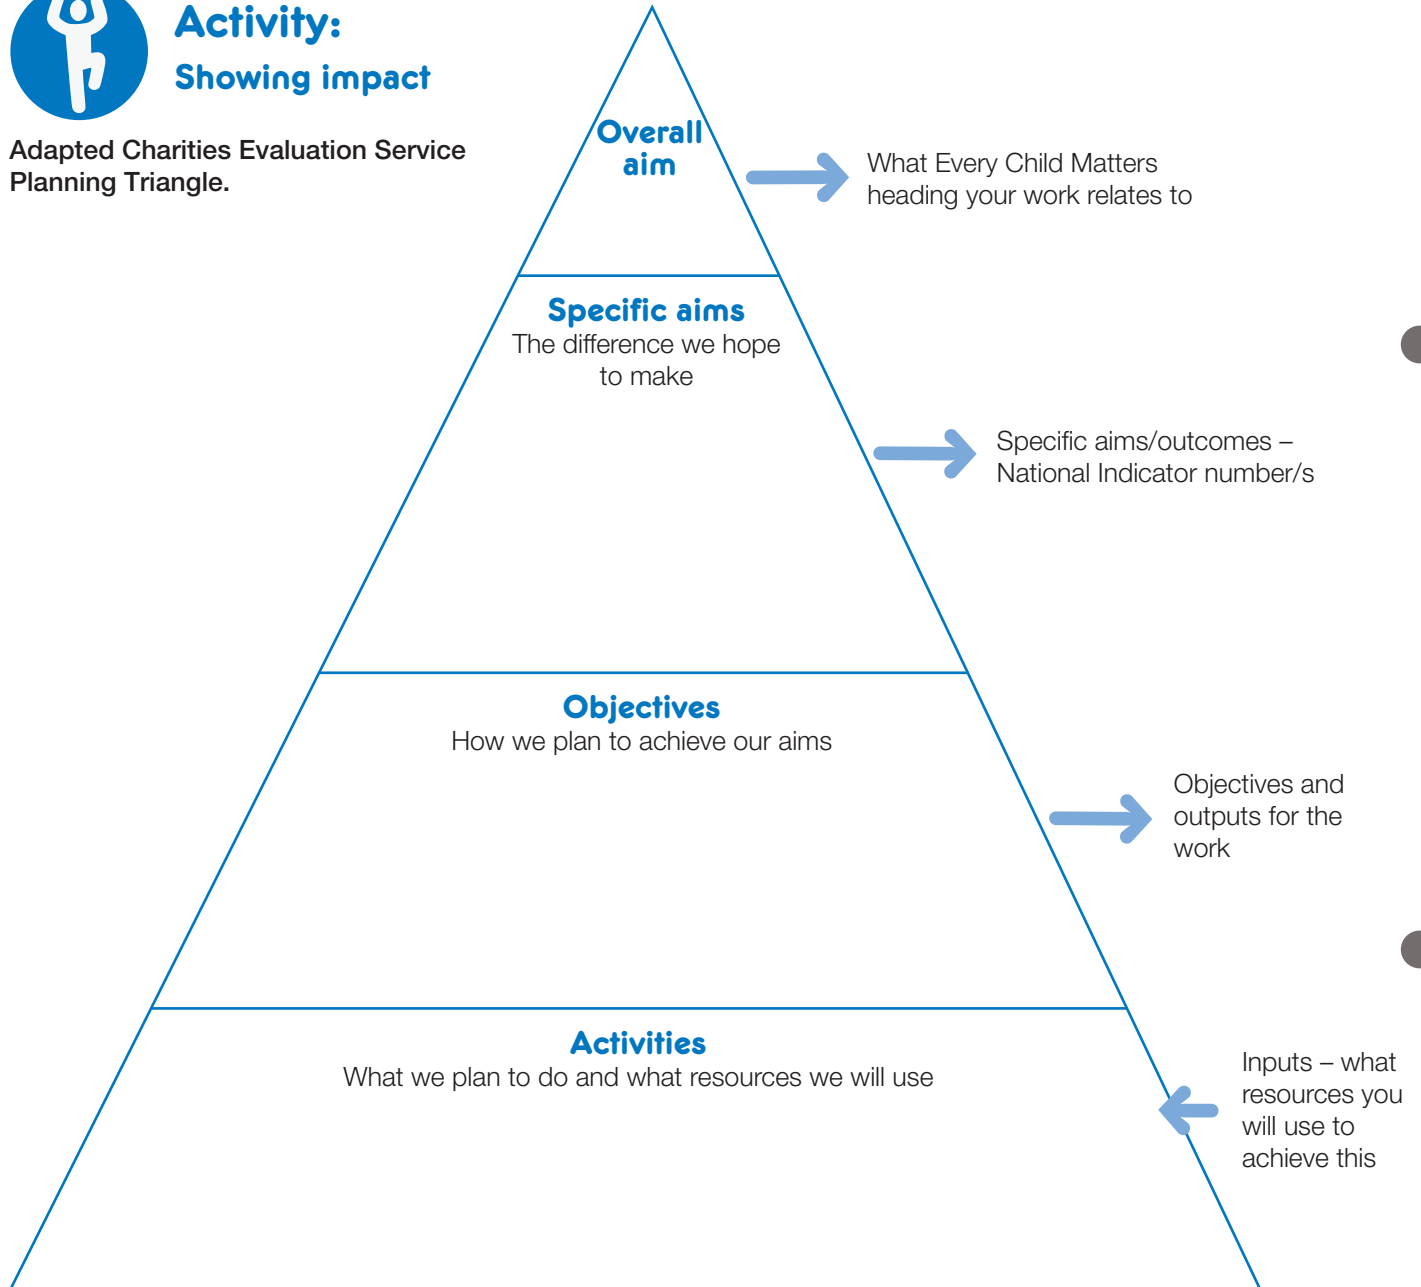 Activity:
Showing impact
Adapted Charities Evaluation Service
Planning Triangle.
Overall
aim
What Every Child Matters
heading your work relates to
Specific aims
The difference we hope
to make
Specific aims/outcomes –
National Indicator number/s
Objectives
How we plan to achieve our aims
Objectives and
outputs for the
work
Activities
What we plan to do and what resources we will use
Inputs – what
resources you
will use to
achieve this